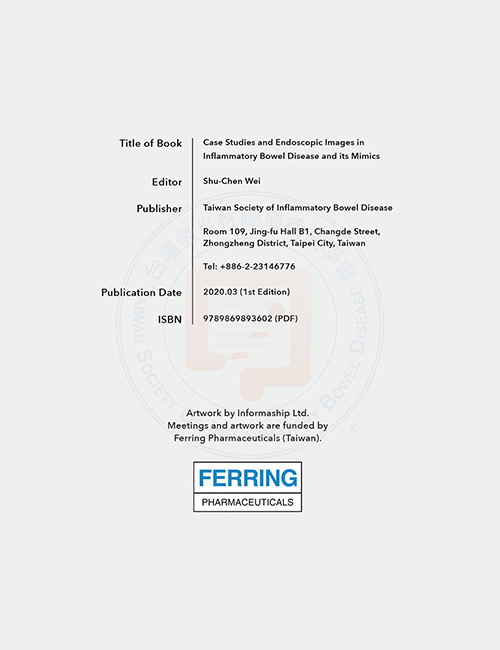 Title of Book
Case Studies and Endoscopic Images in
Inflammatory Bowel Disease and its Mimics
Editor
Shu-Chen Wei
Publisher
Taiwan Society of Inflammatory Bowel Disease
Room 109, Jing-fu Hall B1, Changde Street,
Zhongzheng District, Taipei City, Taiwan
Tel: +886-2-23146776
Publication Date
2020.03 (1st Edition)
ISBN
9789869893602 (PDF)
Artwork by Informaship Ltd.
Meetings and artwork are funded by
Ferring Pharmaceuticals (Taiwan).
FERRING
PHARMACEUTICALS
®